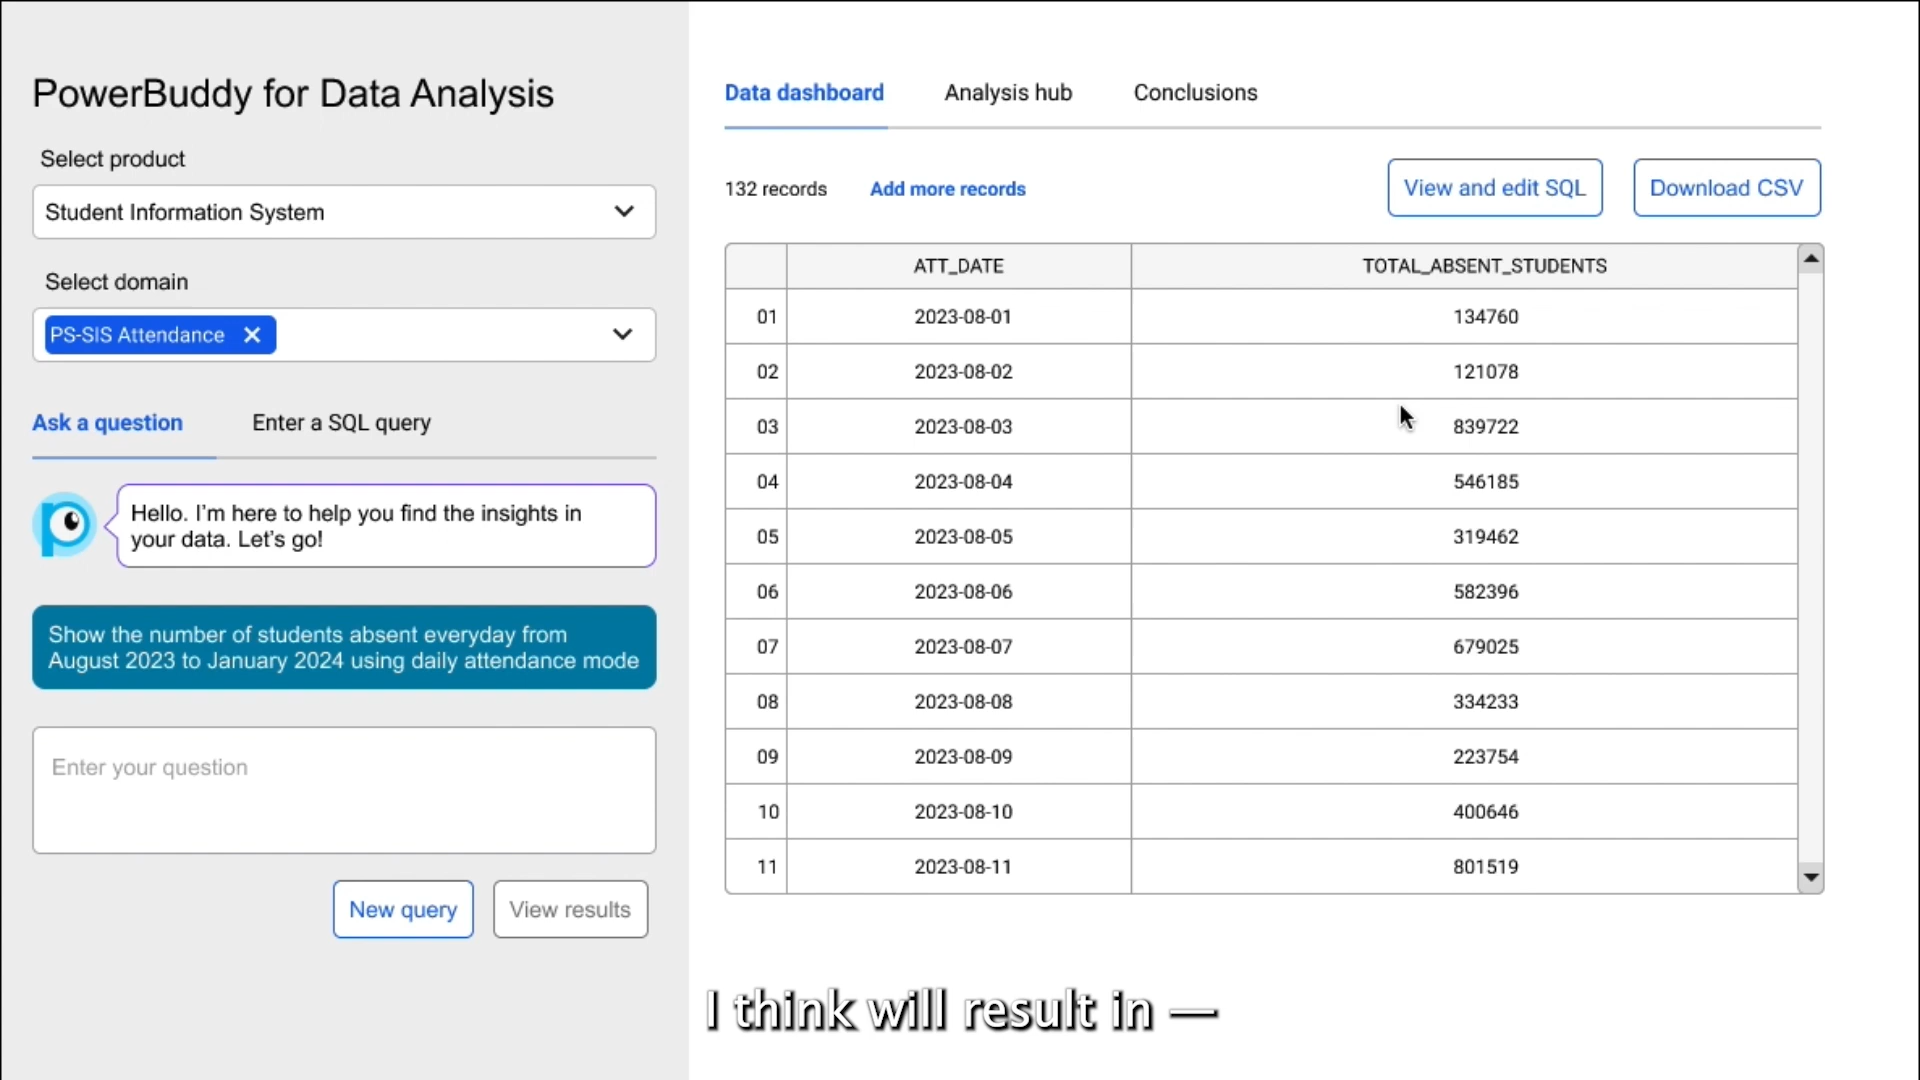 PowerBuddy for Data Analysis
Select product
Student Information System
Select domain
PS-SIS Attendance
Ask a question Enter a SQL query
Hello. I'm here to help you find the insights in
your data. Let's go!
Show the number of students absent everyday from
August 2023 to January 2024 using daily attendance mode
Enter your question
New query View results
Data dashboard Analysis hub Conclusions
132 records Add more records View and edit SQL Download CSV
ATT_DATE TOTAL_ABSENT_STUDENTS
01 2023-08-01 134760
02 2023-08-02 121078
03 2023-08-03 839722
04 2023-08-04 546185
05 2023-08-05 319462
06 2023-08-06 582396
07 2023-08-07 679025
08 2023-08-08 334233
09 2023-08-09 223754
10 2023-08-10 400646
11 2023-08-11 801519
I think will result in —